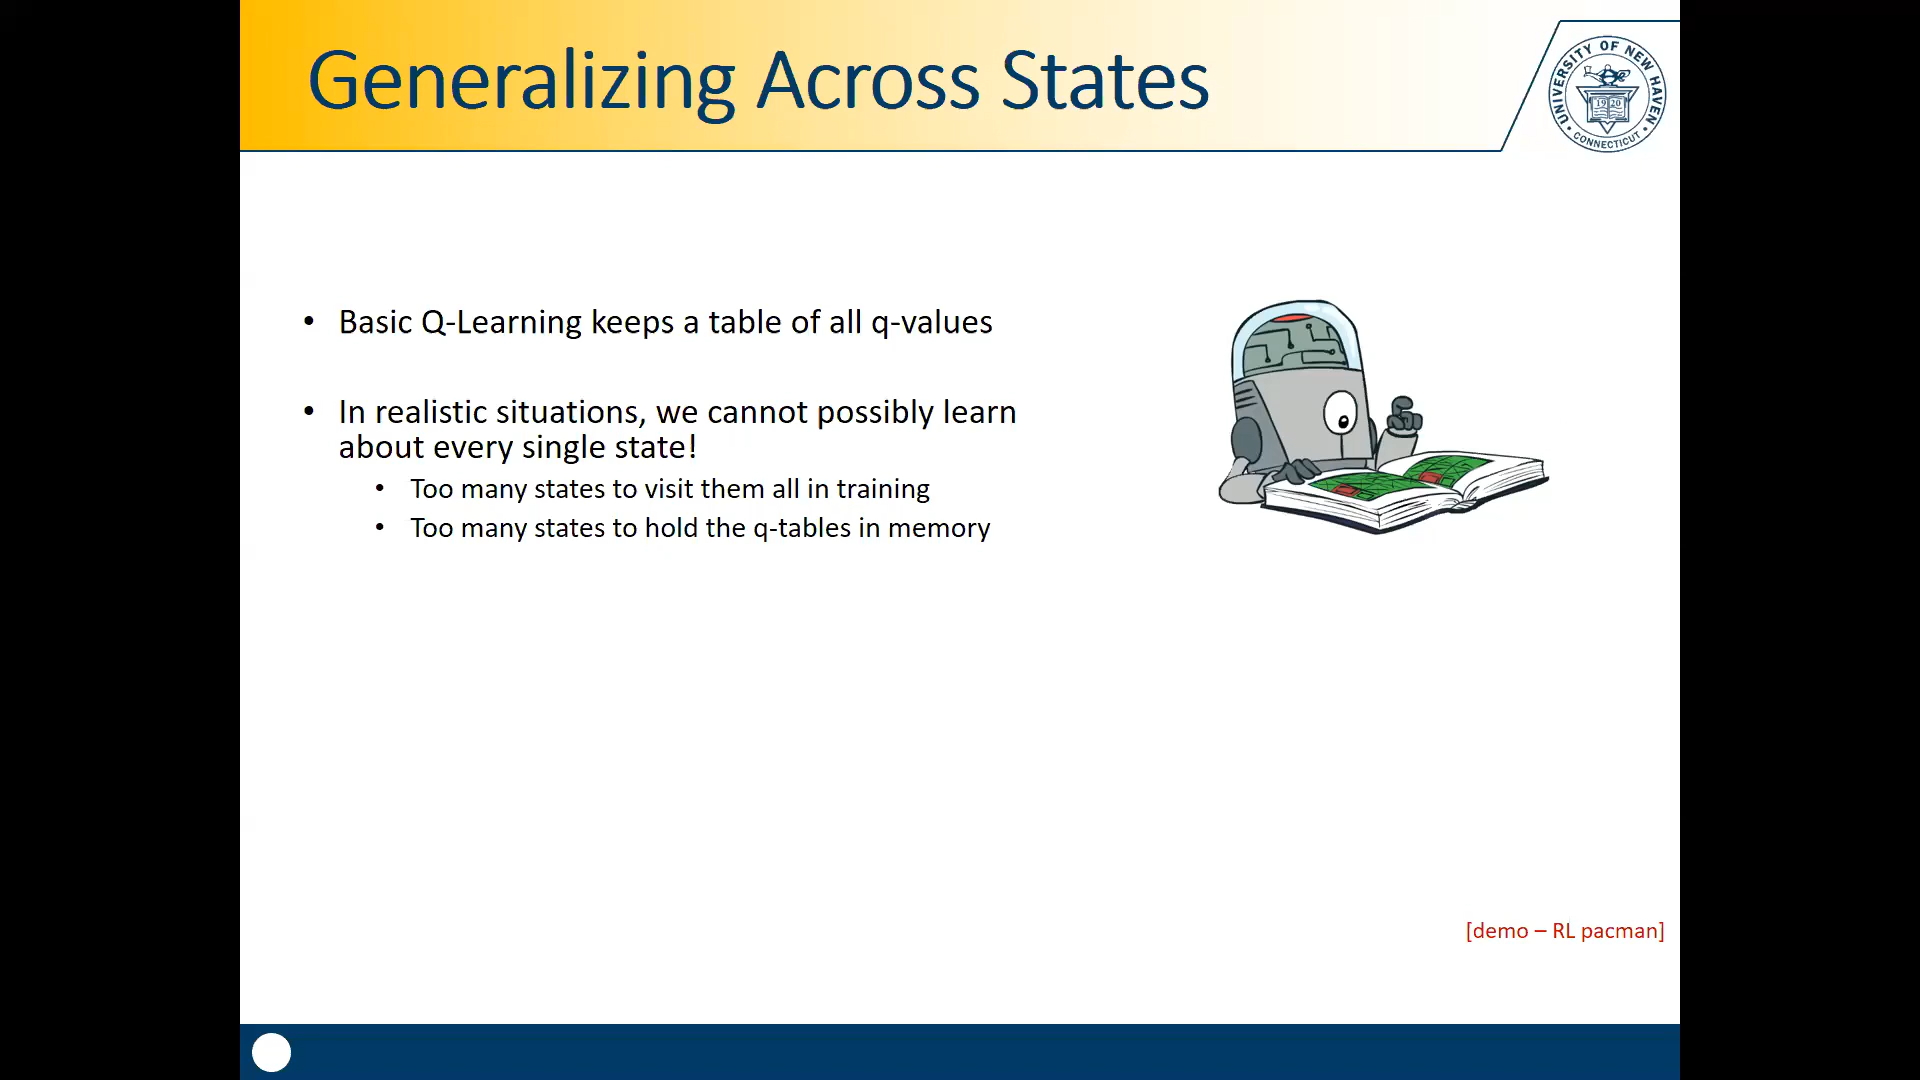 Generalizing Across States
UNIVERSITY OF NEW HAVEN
1920
CONNECTICUT
• Basic Q-Learning keeps a table of all q-values
• In realistic situations, we cannot possibly learn
about every single state!
• Too many states to visit them all in training
• Too many states to hold the q-tables in memory
[demo – RL pacman]